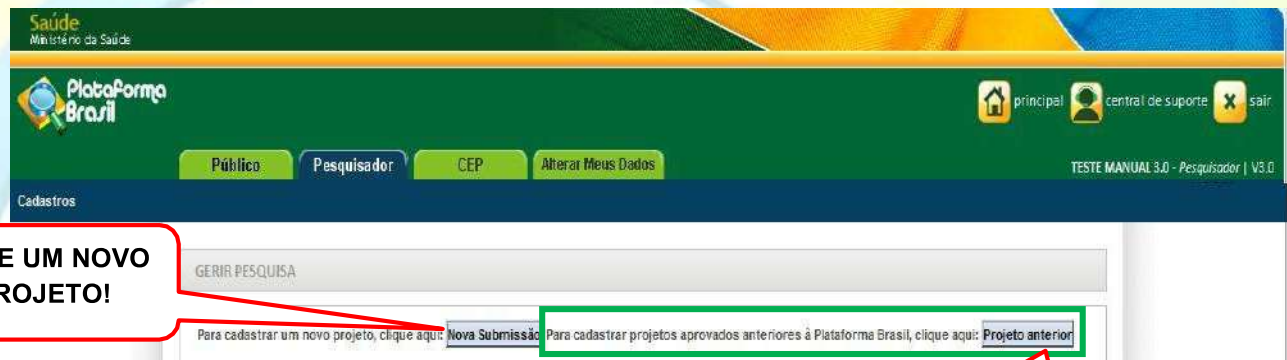 Saúde
Ministério da Saúde
Plataforma
Brasil
principal central de suporte x sair
Público Pesquisador CEP Alterar Meus Dados
TESTE MANUAL 3.0 - Pesquisador | V3.0
Cadastros
E UM NOVO
ROJETO!
GERIR PESQUISA
Para cadastrar um novo projeto, clique aqui: Nova Submissão Para cadastrar projetos aprovados anteriores à Plataforma Brasil, clique aqui: Projeto anterior